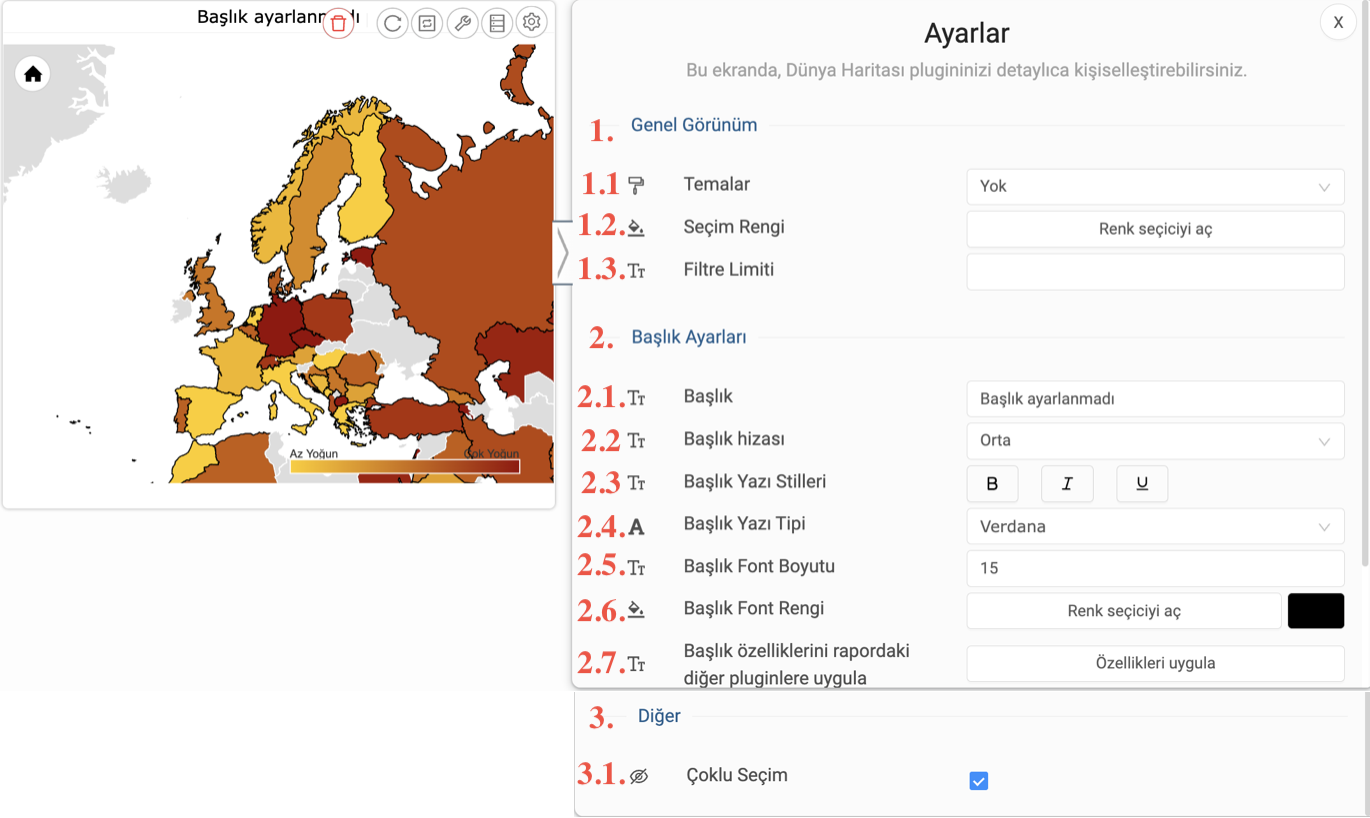 Başlık ayarlanmadı
Az Yoğun
Çok Yoğun
X
Ayarlar
Bu ekranda, Dünya Haritası plugininizi detaylıca kişiselleştirebilirsiniz.
1. Genel Görünüm
1.1 Temalar Yok
1.2. Seçim Rengi Renk seçiciyi aç
1.3. Tт Filtre Limiti
2. Başlık Ayarları
2.1. Tт Başlık Başlık ayarlanmadı
2.2 Tт Başlık hizası Orta
2.3 Tт Başlık Yazı Stilleri B I U
2.4. A Başlık Yazı Tipi Verdana
2.5. Tт Başlık Font Boyutu 15
2.6. Başlık Font Rengi Renk seçiciyi aç
2.7. Tт Başlık özelliklerini rapordaki
diğer pluginlere uygula Özellikleri uygula
3. Diğer
3.1. Çoklu Seçim